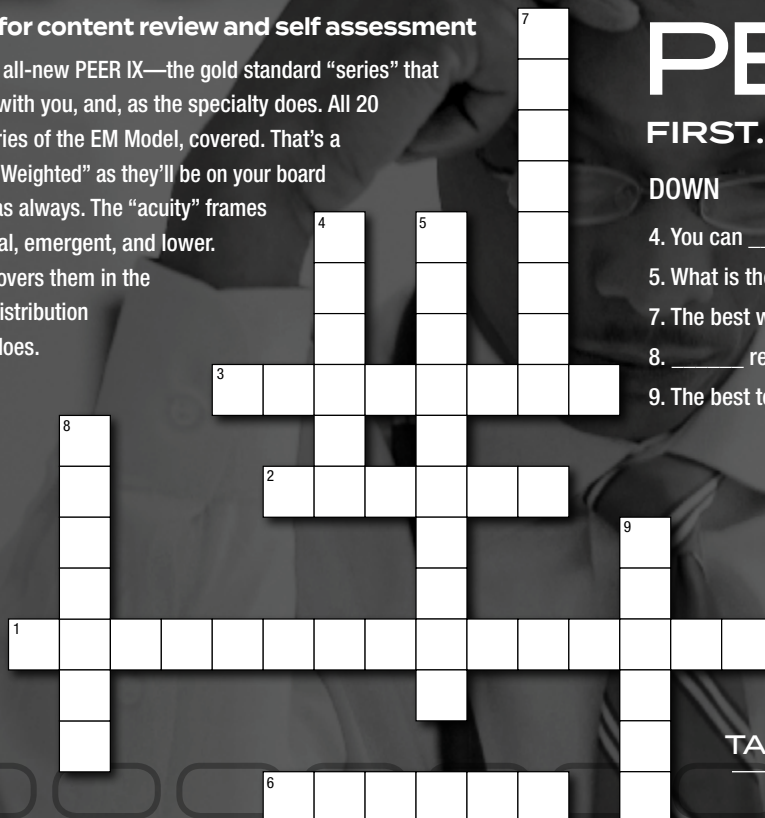 for content review and self assessment
all-new PEER IX—the gold standard “series” that
with you, and, as the specialty does. All 20
ries of the EM Model, covered. That’s a
Weighted” as they’ll be on your board
as always. The “acuity” frames
al, emergent, and lower.
overs them in the
istribution
loes.
PE
FIRST.
DOWN
4. You can __
5. What is the
7. The best w
8. ______ re
9. The best te
7
4
5
3
8
2
9
1
TA
6